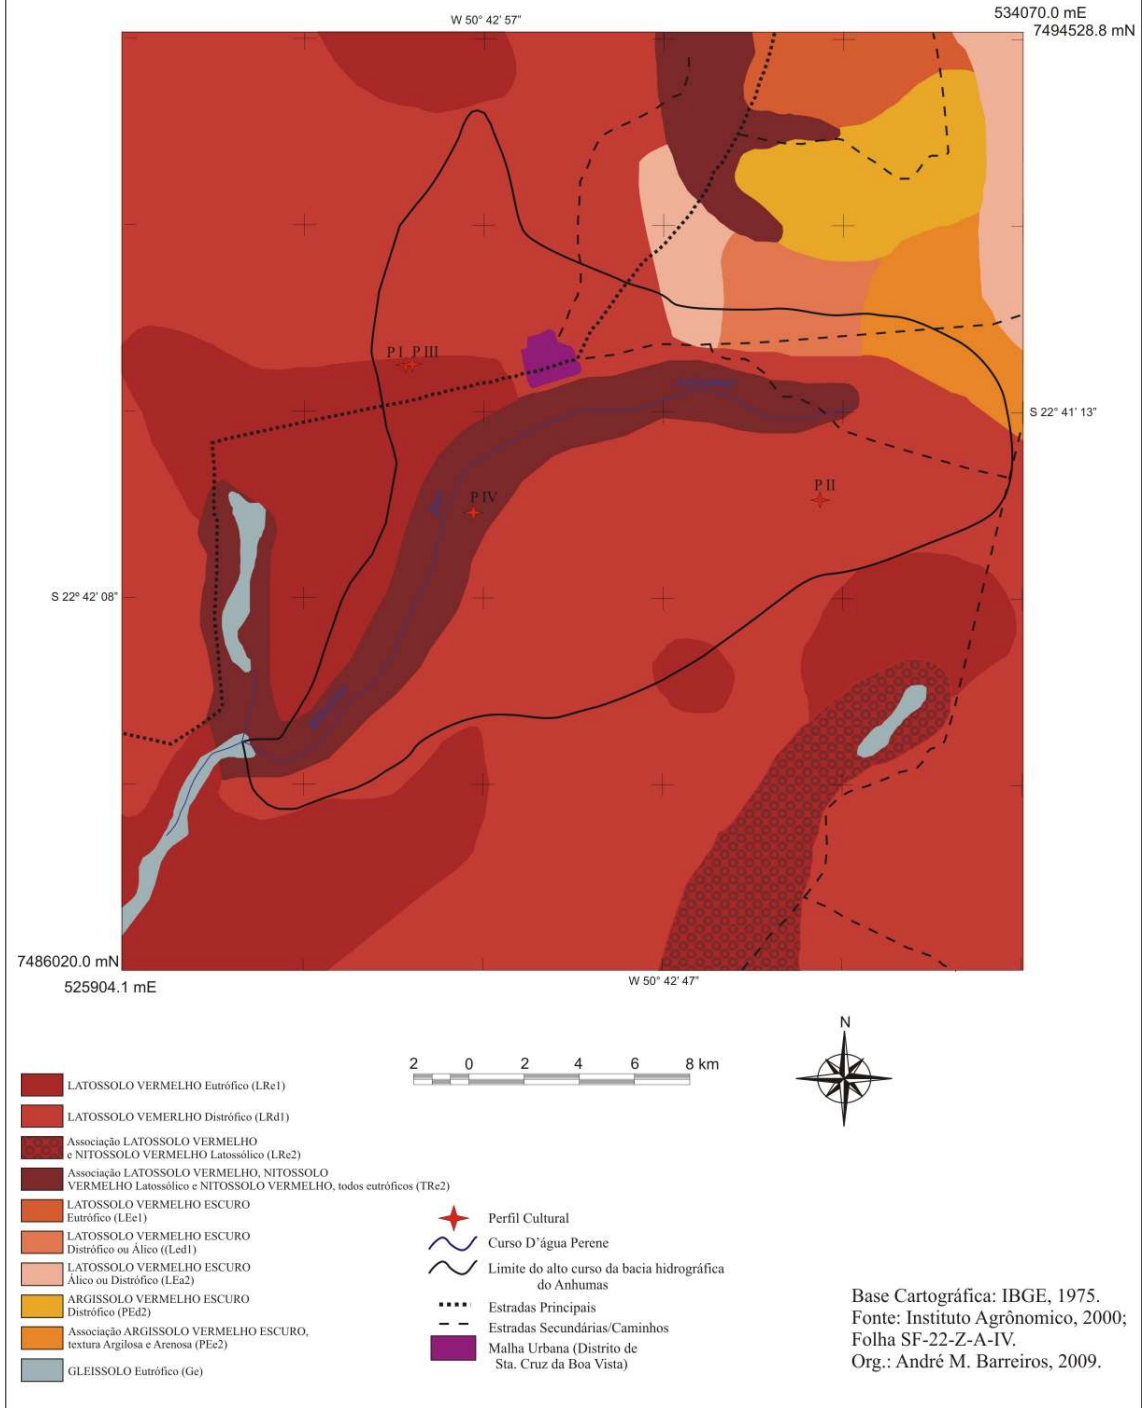 W 50° 42' 57"
534070.0 mE
7494528.8 mN
P I P III
S 22° 41' 13"
P II
P IV
S 22º 42' 08"
7486020.0 mN
525904.1 mE
W 50° 42' 47"
N
2 0 2 4 6 8 km
LATOSSOLO VERMELHO Eutrófico (LRe1)
LATOSSOLO VEMERLHO Distrófico (LRd1)
Associação LATOSSOLO VERMELHO
e NITOSSOLO VERMELHO Latossólico (LRe2)
Associação LATOSSOLO VERMELHO, NITOSSOLO
VERMELHO Latossólico e NITOSSOLO VERMELHO, todos eutróficos (TRe2)
LATOSSOLO VERMELHO ESCURO
Eutrófico (LEe1)
LATOSSOLO VERMELHO ESCURO
Distrófico ou Álico ((Led1)
LATOSSOLO VERMELHO ESCURO
Álico ou Distrófico (LEa2)
ARGISSOLO VERMELHO ESCURO
Distrófico (PEd2)
Associação ARGISSOLO VERMELHO ESCURO,
textura Argilosa e Arenosa (PEe2)
GLEISSOLO Eutrófico (Ge)
Perfil Cultural
Curso D'água Perene
Limite do alto curso da bacia hidrográfica
do Anhumas
Estradas Principais
Estradas Secundárias/Caminhos
Malha Urbana (Distrito de
Sta. Cruz da Boa Vista)
Base Cartográfica: IBGE, 1975.
Fonte: Instituto Agrônomico, 2000;
Folha SF-22-Z-A-IV.
Org.: André M. Barreiros, 2009.